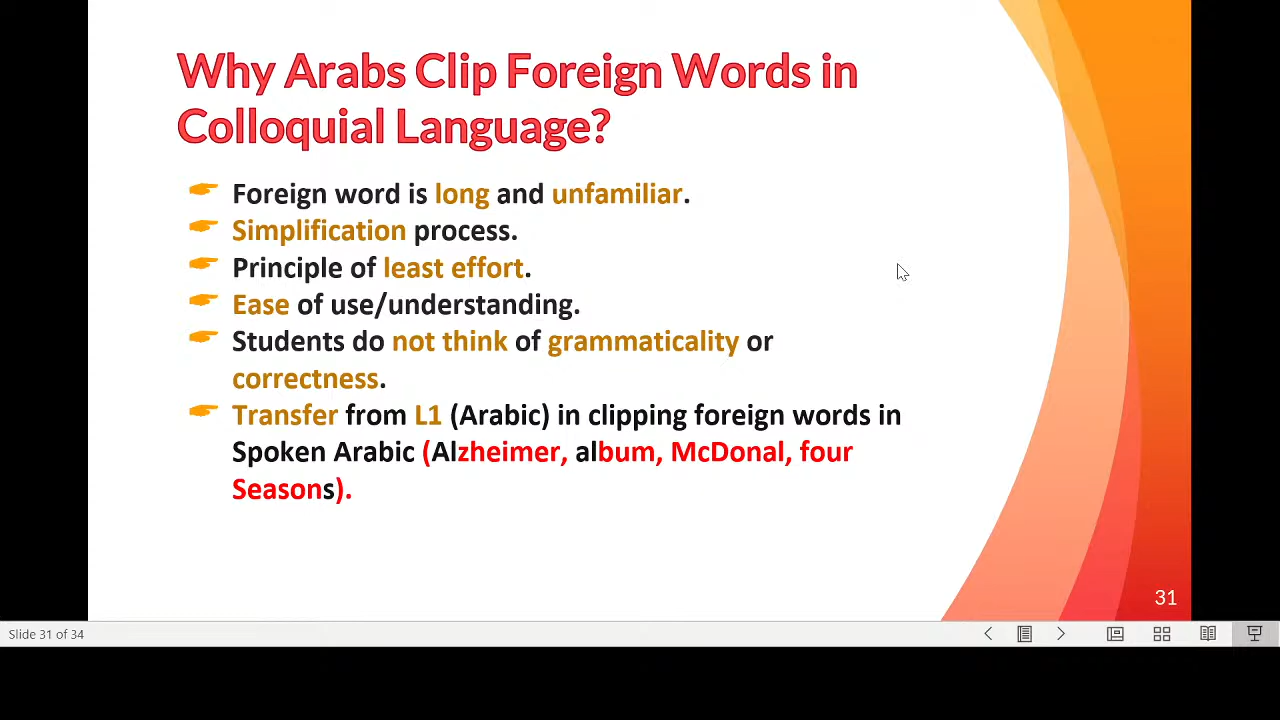 Why Arabs Clip Foreign Words in
Colloquial Language?
Foreign word is long and unfamiliar.
Simplification process.
Principle of least effort.
Ease of use/understanding.
Students do not think of grammaticality or
correctness.
Transfer from L1 (Arabic) in clipping foreign words in
Spoken Arabic (Alzheimer, album, McDonal, four
Seasons).
31
Slide 31 of 34